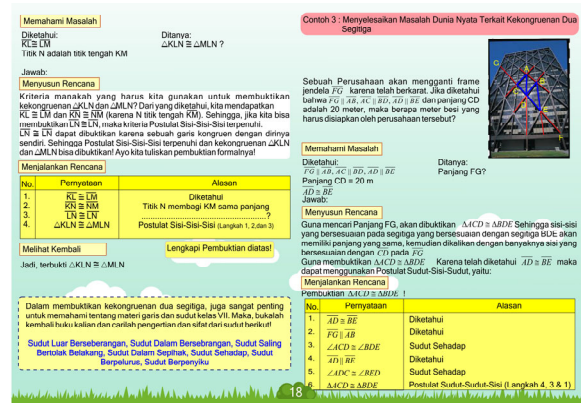 Memahami Masalah
Diketahui: Ditanya:
KL ≅ LM △KLN ≅ △MLN ?
Titik N adalah titik tengah KM
Jawab:
Menyusun Rencana
Kriteria manakah yang harus kita gunakan untuk membuktikan
kekongruenan △KLN dan △MLN? Dari yang diketahui, kita mendapatkan
KL ≅ LM dan KN ≅ NM (karena N titik tengah KM). Sehingga, jika kita bisa
membuktikan LN ≅ LN, maka kriteria Postulat Sisi-Sisi-Sisi terpenuhi.
LN ≅ LN dapat dibuktikan karena sebuah garis kongruen dengan dirinya
sendiri. Sehingga Postulat Sisi-Sisi-Sisi terpenuhi dan kekongruenan △KLN
dan △MLN bisa dibuktikan! Ayo kita tuliskan pembuktian formalnya!
Menjalankan Rencana
No. Pernyataan Alasan
1. KL ≅ LM Diketahui
2. KN ≅ NM Titik N membagi KM sama panjang
3. LN ≅ LN ..............................................?
4. △KLN ≅ △MLN Postulat Sisi-Sisi-Sisi (Langkah 1, 2,dan 3)
Melihat Kembali Lengkapi Pembuktian diatas!
Jadi, terbukti △KLN ≅ △MLN
Dalam membuktikan kekongruenan dua segitiga, juga sangat penting
untuk memahami tentang materi garis dan sudut kelas VII. Maka, bukalah
kembali buku kalian dan carilah pengertian dan sifat dari sudut berikut!
Sudut Luar Berseberangan, Sudut Dalam Bersebrangan, Sudut Saling
Bertolak Belakang, Sudut Dalam Sepihak, Sudut Sehadap, Sudut
Berpelurus, Sudut Berpenyiku
Contoh 3 : Menyelesaikan Masalah Dunia Nyata Terkait Kekongruenan Dua
Segitiga
Sebuah Perusahaan akan mengganti frame
jendela FG karena telah berkarat. Jika diketahui
bahwa FG ∥ AB, AC ∥ BD, AD ∥ BE dan panjang CD
adalah 20 meter, maka berapa meter besi yang
harus disiapkan oleh perusahaan tersebut?
G
A
Memahami Masalah
Diketahui: Ditanya:
FG ∥ AB, AC ∥ BD, AD ∥ BE Panjang FG?
Panjang CD = 20 m
AD ≅ BE
Jawab:
Menyusun Rencana
Guna mencari Panjang FG, akan dibuktikan △ACD ≅ △BDE Sehingga sisi-sisi
yang bersesuaian pada segitiga yang bersesuaian dengan segitiga BDE akan
memiliki panjang yang sama, kemudian dikalikan dengan banyaknya sisi yang
bersesuaian dengan CD pada FG
Guna membuktikan △ACD ≅ △BDE Karena telah diketahui AD ≅ BE maka
dapat menggunakan Postulat Sudut-Sisi-Sudut, yaitu:
Menjalankan Rencana
Pembuktian △ACD ≅ △BDE !
No. Pernyataan Alasan
1. AD ≅ BE Diketahui
2. FG ∥ AB Diketahui
3. ∠ACD ≅ ∠BDE Sudut Sehadap
4. AD ∥ BE Diketahui
5. ∠ADC ≅ ∠BED Sudut Sehadap
6. △ACD ≅ △BDE Postulat Sudut-Sudut-Sisi (Langkah 4, 3 & 1)
18